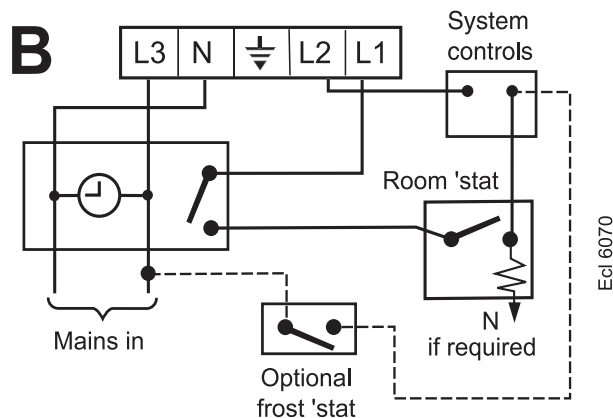 B
L3 N L2 L1
System
controls
Room 'stat
Mains in
N
if required
Optional
frost 'stat
Ecl 6070